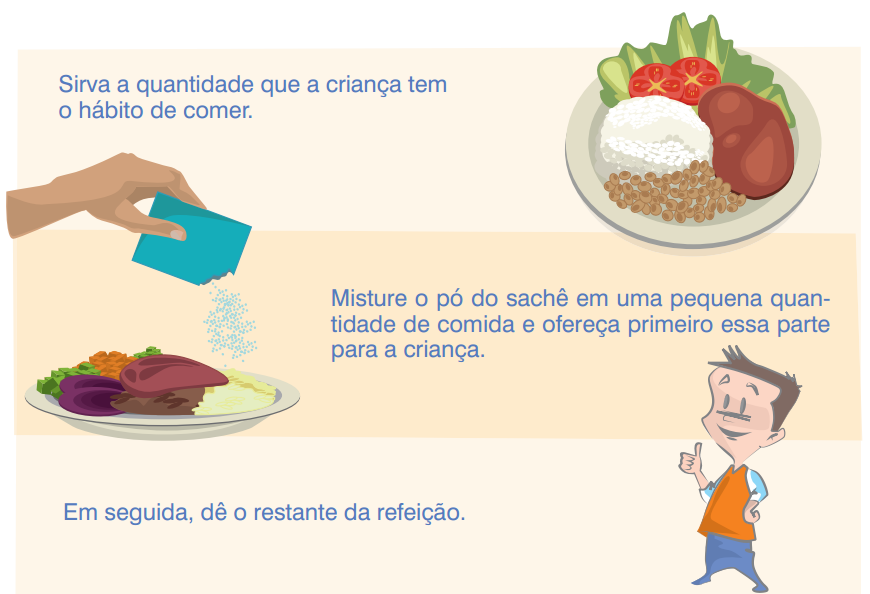 Sirva a quantidade que a criança tem
o hábito de comer.
Misture o pó do sachê em uma pequena quan-
tidade de comida e ofereça primeiro essa parte
para a criança.
Em seguida, dê o restante da refeição.